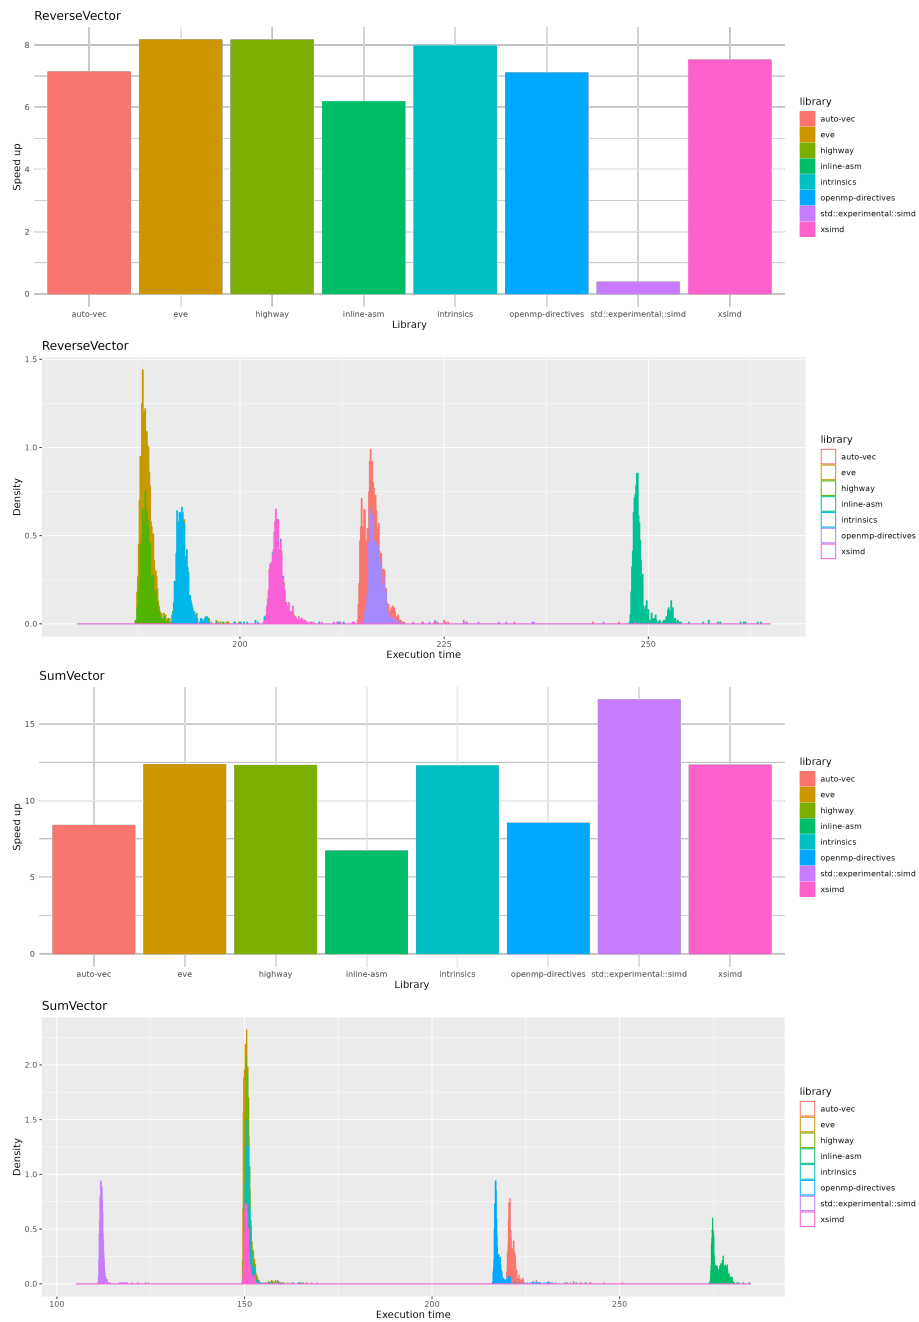 ReverseVector
8
6
4
2
0
Speed up
auto-vec eve highway inline-asm intrinsics openmp-directives std::experimental::simd xsimd
Library
library
auto-vec
eve
highway
inline-asm
intrinsics
openmp-directives
std::experimental::simd
xsimd
ReverseVector
1.5
1.0
0.5
0.0
Density
200 225 250
Execution time
library
auto-vec
eve
highway
inline-asm
intrinsics
openmp-directives
xsimd
SumVector
15
10
5
0
Speed up
auto-vec eve highway inline-asm intrinsics openmp-directives std::experimental::simd xsimd
Library
library
auto-vec
eve
highway
inline-asm
intrinsics
openmp-directives
std::experimental::simd
xsimd
SumVector
2.0
1.5
1.0
0.5
0.0
Density
100 150 200 250
Execution time
library
auto-vec
eve
highway
inline-asm
intrinsics
openmp-directives
std::experimental::simd
xsimd